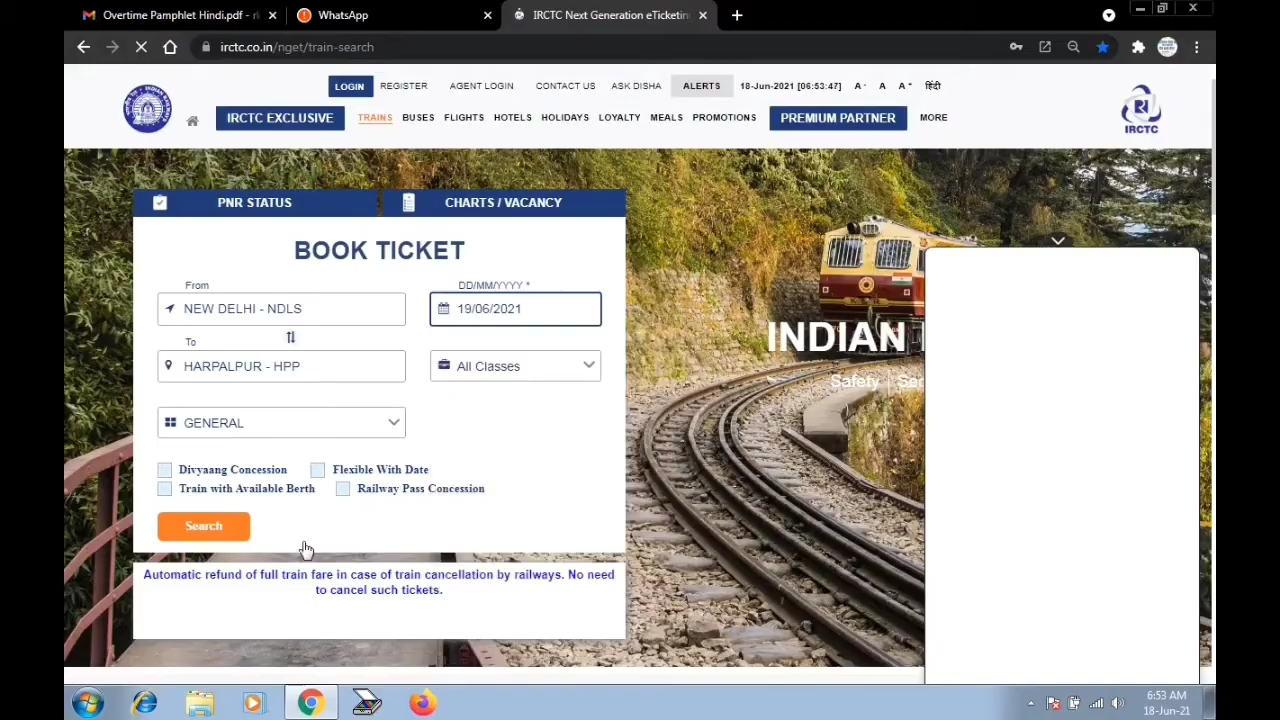 Overtime Pamphlet Hindi.pdf - r
WhatsApp
IRCTC Next Generation eTicketin
irctc.co.in/nget/train-search
LOGIN REGISTER AGENT LOGIN CONTACT US ASK DISHA ALERTS 18-Jun-2021 [06:53:47] A- A A+ हिंदी
IRCTC EXCLUSIVE TRAINS BUSES FLIGHTS HOTELS HOLIDAYS LOYALTY MEALS PROMOTIONS PREMIUM PARTNER MORE
IRCTC
PNR STATUS CHARTS / VACANCY
BOOK TICKET
From DD/MM/YYYY *
NEW DELHI - NDLS 19/06/2021
To
HARPALPUR - HPP All Classes
GENERAL
INDIAN
Safety | Sec
Divyaang Concession Flexible With Date
Train with Available Berth Railway Pass Concession
Search
Automatic refund of full train fare in case of train cancellation by railways. No need
to cancel such tickets.
6:53 AM
18-Jun-21